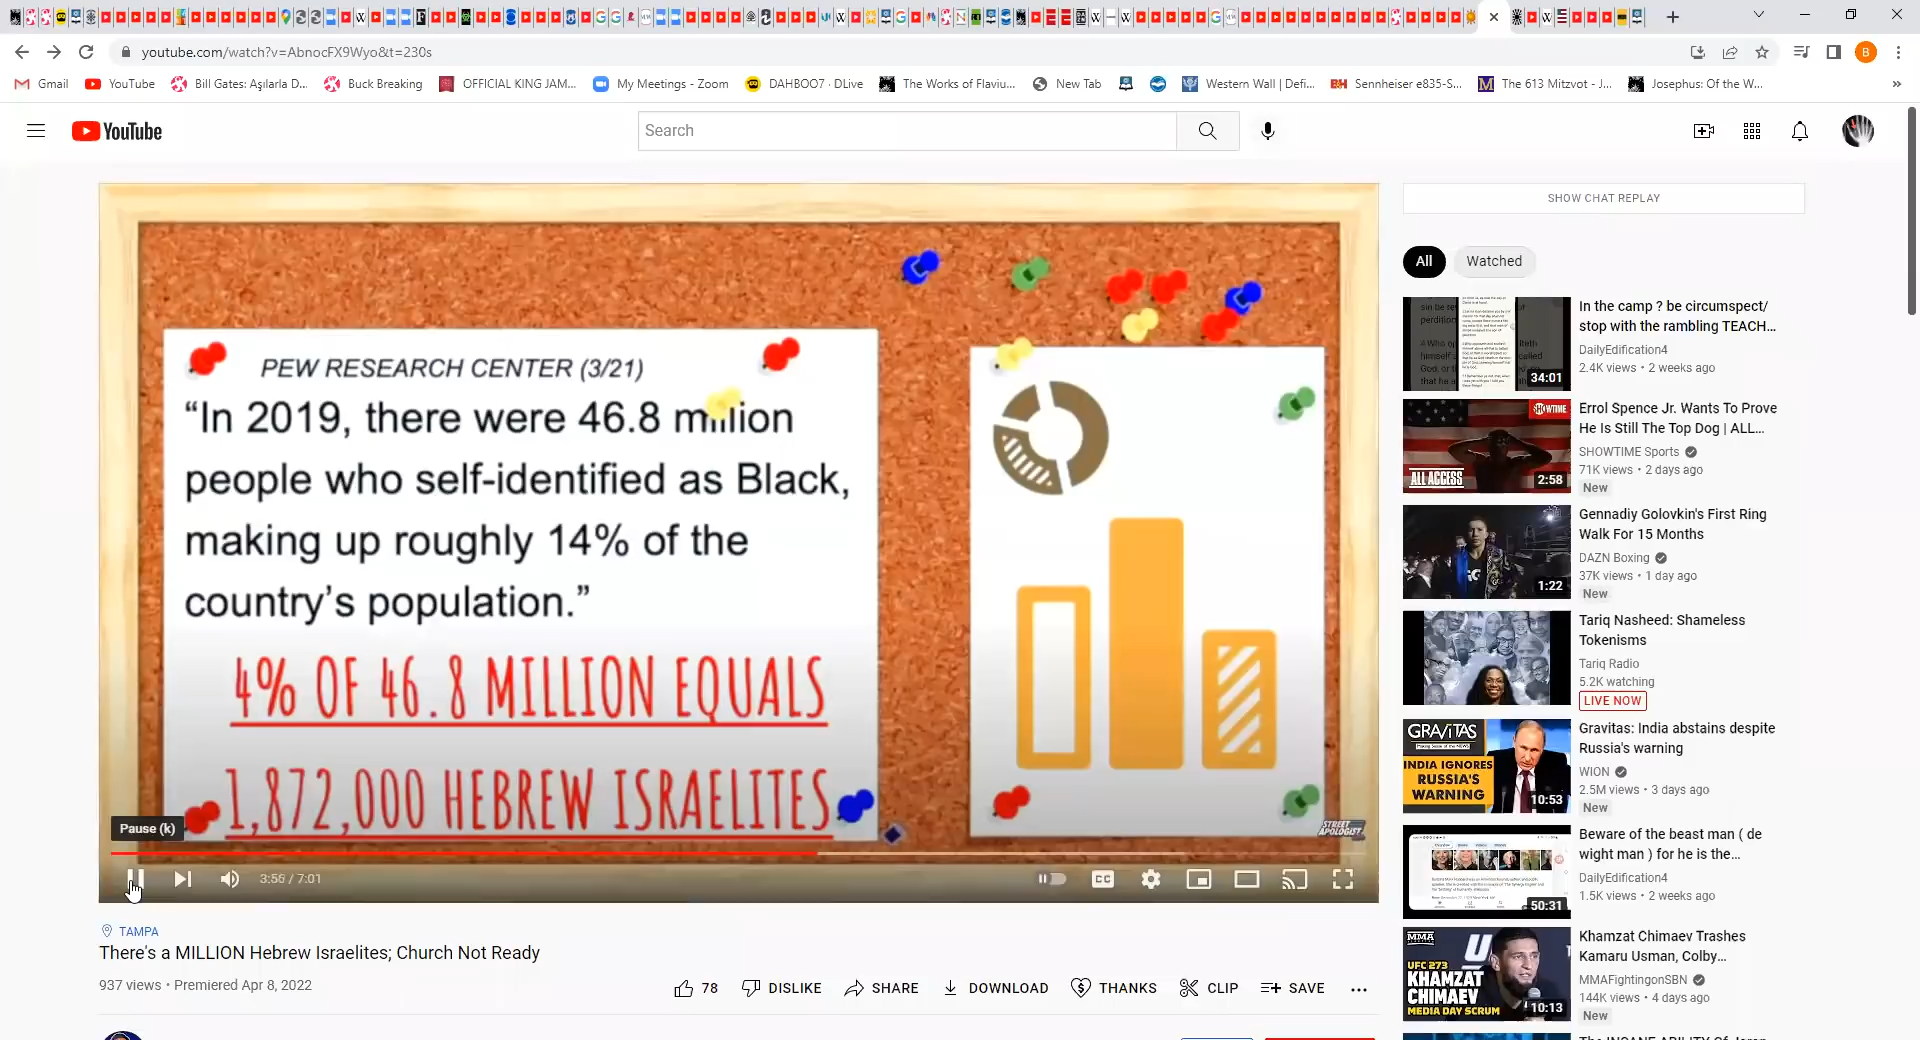 youtube.com/watch?v=AbnocFX9Wyo&t=230s
B
Gmail
YouTube
Bill Gates: Aşılarla D...
Buck Breaking
OFFICIAL KING JAM...
My Meetings - Zoom
DAHBOO7 · DLive
The Works of Flaviu...
New Tab
Western Wall | Defi...
Sennheiser e835-S...
The 613 Mitzvot - J...
Josephus: Of the W...
YouTube
Search
PEW RESEARCH CENTER (3/21)
“In 2019, there were 46.8 million
people who self-identified as Black,
making up roughly 14% of the
country’s population.”
4% OF 46.8 MILLION EQUALS
1,872,000 HEBREW ISRAELITES
STREET APOLOGIST
Pause (k)
3:56 / 7:01
CC
TAMPA
There's a MILLION Hebrew Israelites; Church Not Ready
937 views • Premiered Apr 8, 2022
78
DISLIKE
SHARE
DOWNLOAD
THANKS
CLIP
SAVE
SHOW CHAT REPLAY
All
Watched
34:01
In the camp ? be circumspect/
stop with the rambling TEACH...
DailyEdification4
2.4K views • 2 weeks ago
SHOWTIME
ALL ACCESS
2:58
Errol Spence Jr. Wants To Prove
He Is Still The Top Dog | ALL...
SHOWTIME Sports
71K views • 2 days ago
New
1:22
Gennadiy Golovkin's First Ring
Walk For 15 Months
DAZN Boxing
37K views • 1 day ago
New
Tariq Nasheed: Shameless
Tokenisms
Tariq Radio
5.2K watching
LIVE NOW
GRAVITAS
INDIA IGNORES
RUSSIA'S
WARNING
10:53
Gravitas: India abstains despite
Russia's warning
WION
2.5M views • 3 days ago
New
50:31
Beware of the beast man ( de
wight man ) for he is the...
DailyEdification4
1.5K views • 2 weeks ago
MMA
UFC 273
KHAMZAT
CHIMAEV
MEDIA DAY SCRUM
10:13
Khamzat Chimaev Trashes
Kamaru Usman, Colby...
MMAFightingonSBN
144K views • 4 days ago
New